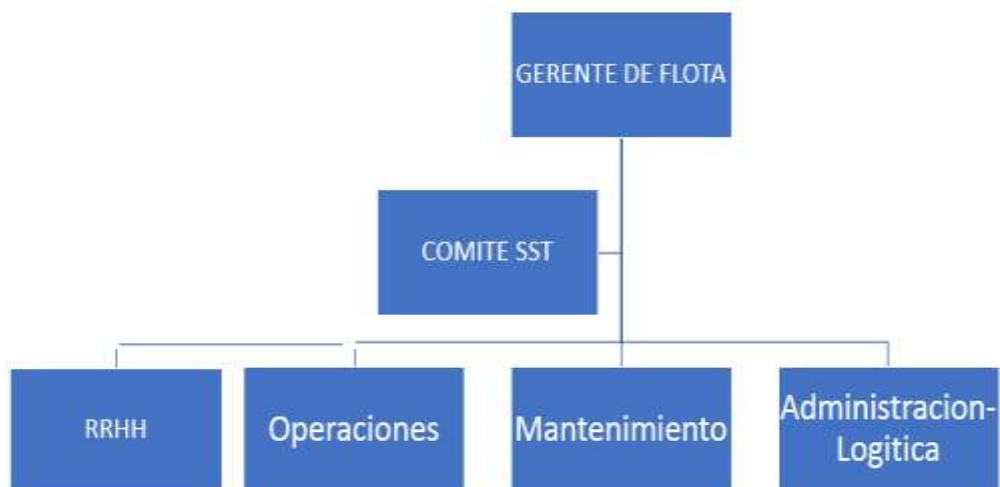 GERENTE DE FLOTA
COMITE SST
RRHH
Operaciones
Mantenimiento
Administracion-
Logitica